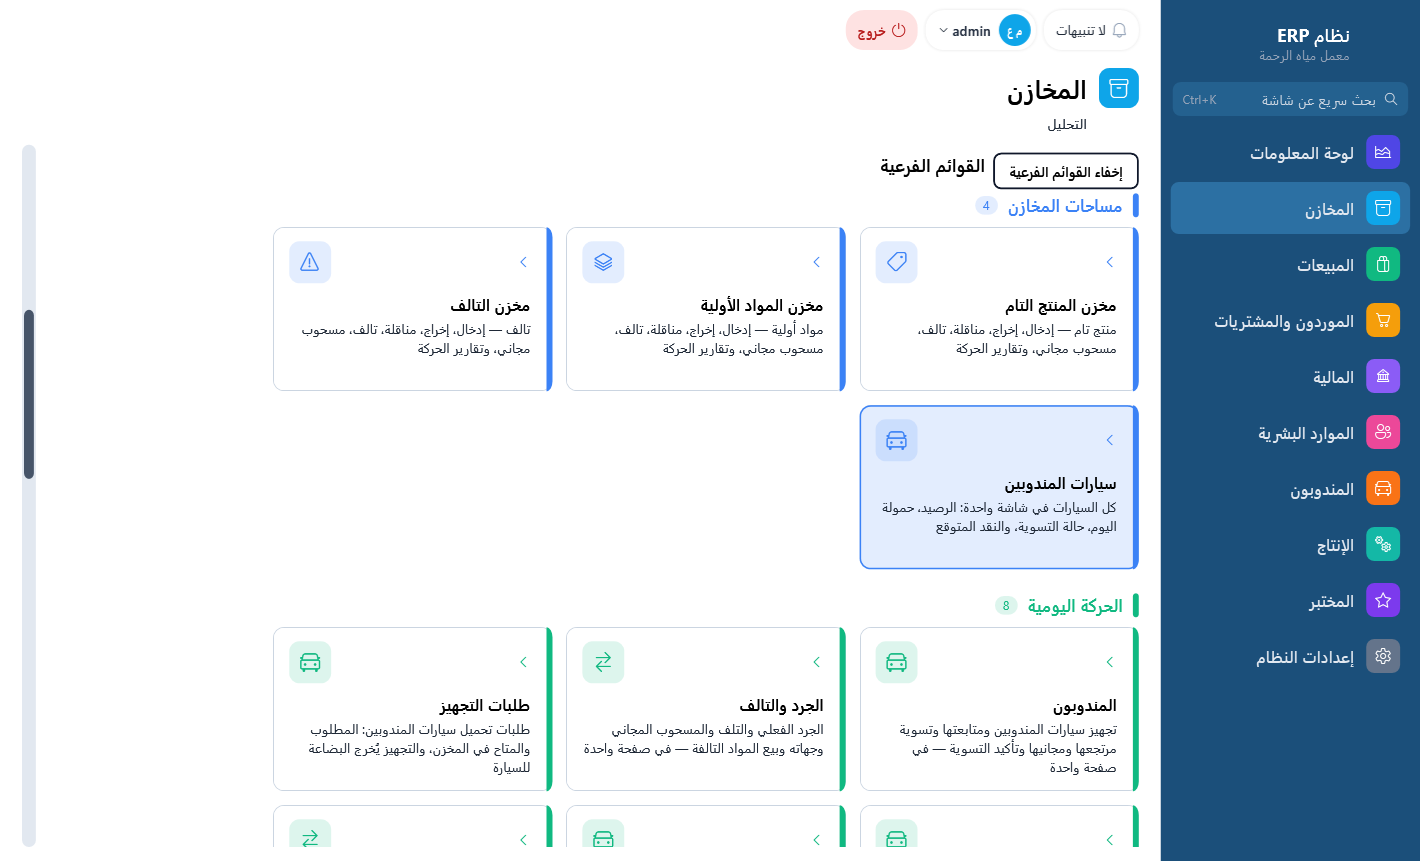 نظام ERP
معمل مياه الرحمة
بحث سريع عن شاشة
Ctrl+K
لوحة المعلومات
المخازن
المبيعات
الموردون والمشتريات
المالية
الموارد البشرية
المندوبون
الإنتاج
المختبر
إعدادات النظام
لا تنبيهات
م ع
admin
خروج
المخازن
التحليل
إخفاء القوائم الفرعية
القوائم الفرعية
مساحات المخازن
4
مخزن المنتج التام
منتج تام — إدخال، إخراج، مناقلة، تالف،
مسحوب مجاني، وتقارير الحركة
مخزن المواد الأولية
مواد أولية — إدخال، إخراج، مناقلة، تالف،
مسحوب مجاني، وتقارير الحركة
مخزن التالف
تالف — إدخال، إخراج، مناقلة، تالف، مسحوب
مجاني، وتقارير الحركة
سيارات المندوبين
كل السيارات في شاشة واحدة: الرصيد، حمولة
اليوم، حالة التسوية، والنقد المتوقع
الحركة اليومية
8
المندوبون
تجهيز سيارات المندوبين ومتابعتها وتسوية
مرتجعها ومجانيها وتأكيد التسوية — في
صفحة واحدة
الجرد والتالف
الجرد الفعلي والتلف والمسحوب المجاني
وجهاته وبيع المواد التالفة — في صفحة واحدة
طلبات التجهيز
طلبات تحميل سيارات المندوبين: المطلوب
والمتاح في المخزن، والتجهيز يُخرج البضاعة
للسيارة